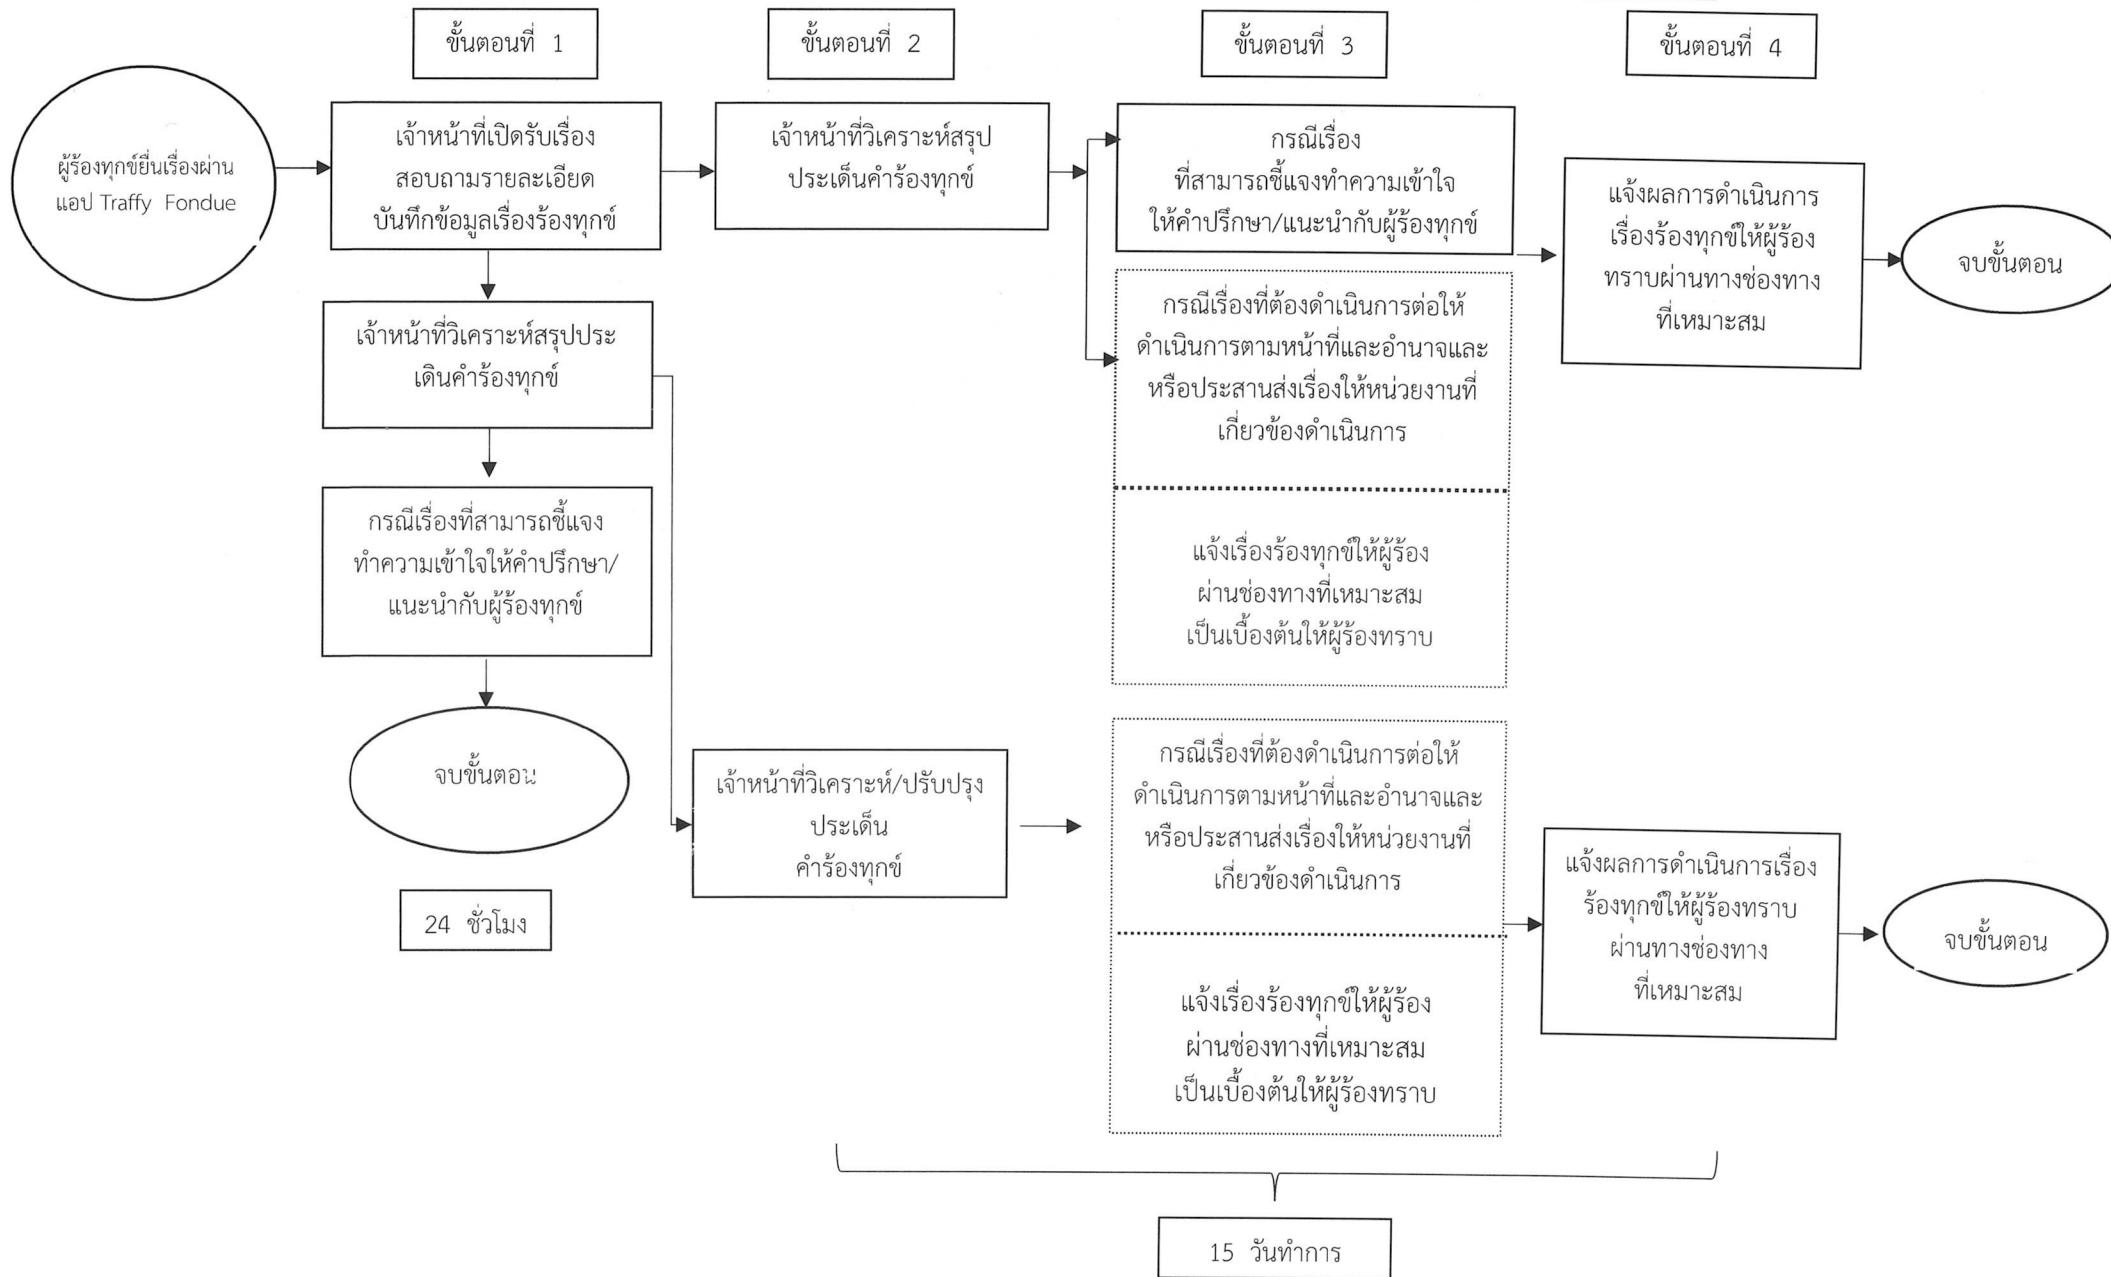 ขั้นตอนที่ 1
ขั้นตอนที่ 2
ขั้นตอนที่ 3
ขั้นตอนที่ 4
ผู้ร้องทุกข์ยื่นเรื่องผ่าน
แอป Traffy Fondue
เจ้าหน้าที่เปิดรับเรื่อง
สอบถามรายละเอียด
บันทึกข้อมูลเรื่องร้องทุกข์
เจ้าหน้าที่วิเคราะห์สรุป
ประเด็นคำร้องทุกข์
กรณีเรื่อง
ที่สามารถชี้แจงทำความเข้าใจ
ให้คำปรึกษา/แนะนำกับผู้ร้องทุกข์
แจ้งผลการดำเนินการ
เรื่องร้องทุกข์ให้ผู้ร้อง
ทราบผ่านทางช่องทาง
ที่เหมาะสม
จบขั้นตอน
เจ้าหน้าที่วิเคราะห์สรุปประ
เดินคำร้องทุกข์
กรณีเรื่องที่ต้องดำเนินการต่อให้
ดำเนินการตามหน้าที่และอำนาจและ
หรือประสานส่งเรื่องให้หน่วยงานที่
เกี่ยวข้องดำเนินการ
แจ้งเรื่องร้องทุกข์ให้ผู้ร้อง
ผ่านช่องทางที่เหมาะสม
เป็นเบื้องต้นให้ผู้ร้องทราบ
กรณีเรื่องที่สามารถชี้แจง
ทำความเข้าใจให้คำปรึกษา/
แนะนำกับผู้ร้องทุกข์
จบขั้นตอน
24 ชั่วโมง
เจ้าหน้าที่วิเคราะห์/ปรับปรุง
ประเด็น
คำร้องทุกข์
กรณีเรื่องที่ต้องดำเนินการต่อให้
ดำเนินการตามหน้าที่และอำนาจและ
หรือประสานส่งเรื่องให้หน่วยงานที่
เกี่ยวข้องดำเนินการ
แจ้งเรื่องร้องทุกข์ให้ผู้ร้อง
ผ่านช่องทางที่เหมาะสม
เป็นเบื้องต้นให้ผู้ร้องทราบ
แจ้งผลการดำเนินการเรื่อง
ร้องทุกข์ให้ผู้ร้องทราบ
ผ่านทางช่องทาง
ที่เหมาะสม
จบขั้นตอน
15 วันทำการ